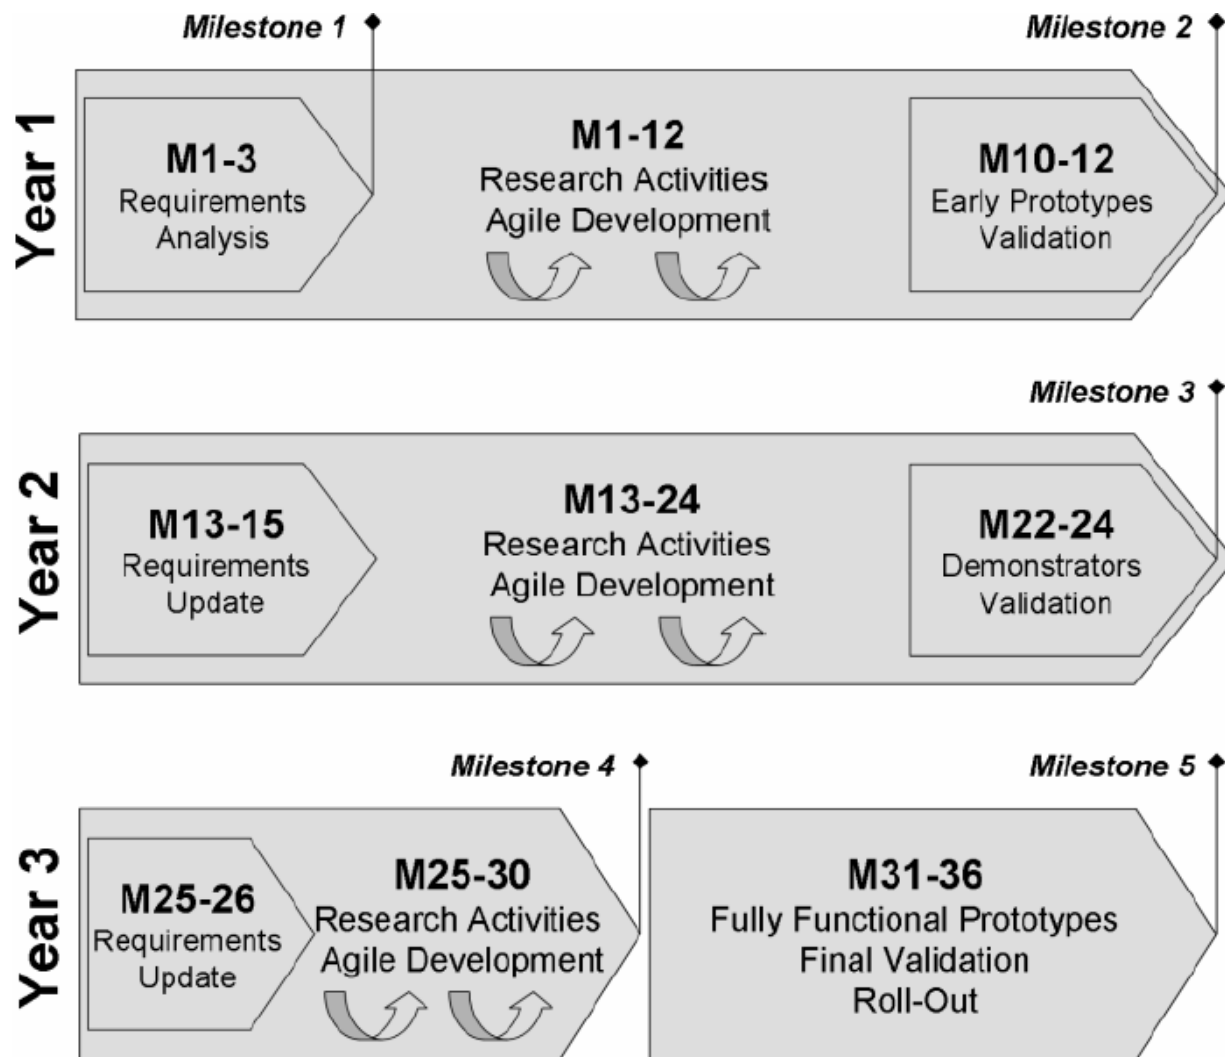 Milestone 1
Milestone 2
Year 1
M1-3
Requirements
Analysis
M1-12
Research Activities
Agile Development
M10-12
Early Prototypes
Validation
Milestone 3
Year 2
M13-15
Requirements
Update
M13-24
Research Activities
Agile Development
M22-24
Demonstrators
Validation
Milestone 4
Milestone 5
Year 3
M25-26
Requirements
Update
M25-30
Research Activities
Agile Development
M31-36
Fully Functional Prototypes
Final Validation
Roll-Out